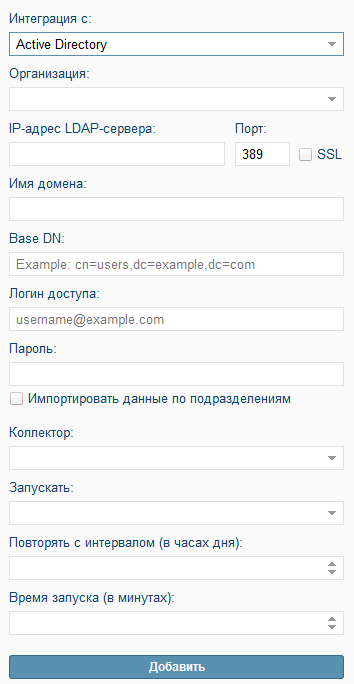 Интеграция с:
Active Directory
Организация:
IP-адрес LDAP-сервера: Порт:
389 SSL
Имя домена:
Base DN:
Example: cn=users,dc=example,dc=com
Логин доступа:
username@example.com
Пароль:
Импортировать данные по подразделениям
Коллектор:
Запускать:
Повторять с интервалом (в часах дня):
Время запуска (в минутах):
Добавить